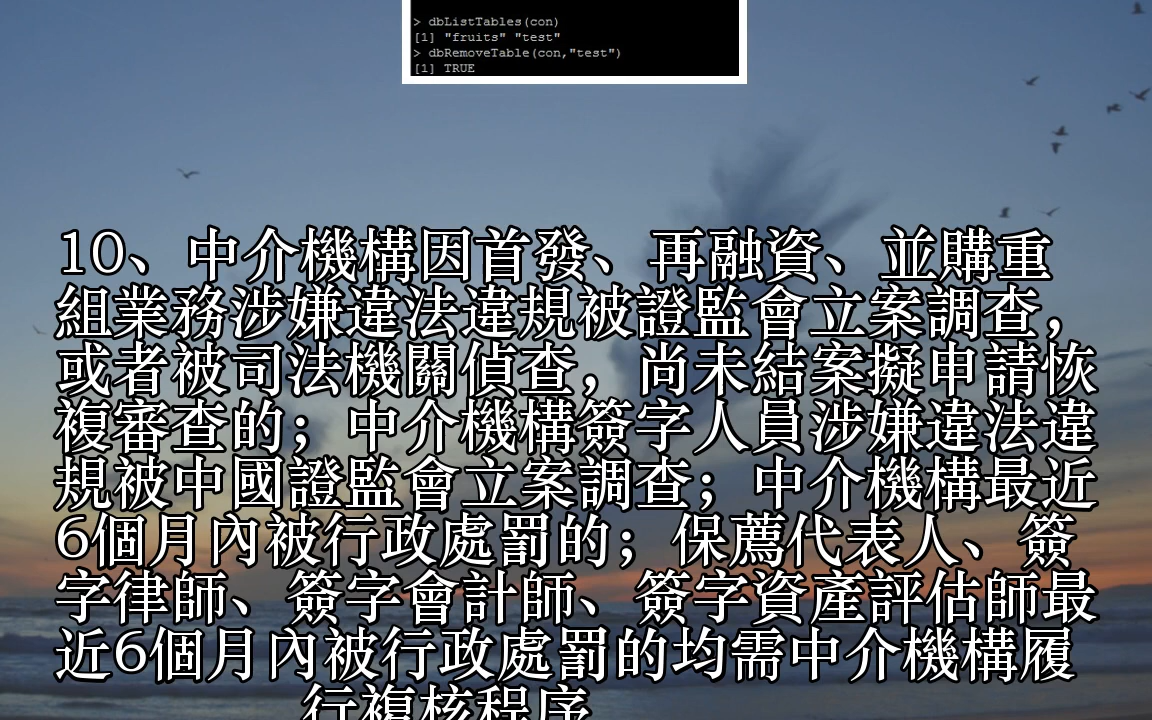 > dbListTables(con)
[1] "fruits" "test"
> dbRemoveTable(con,"test")
[1] TRUE
10、中介機構因首發、再融資、並購重
組業務涉嫌違法違規被證監會立案調查，
或者被司法機關偵查，尚未結案擬申請恢
複審查的；中介機構簽字人員涉嫌違法違
規被中國證監會立案調查；中介機構最近
6個月內被行政處罰的；保薦代表人、簽
字律師、簽字會計師、簽字資產評估師最
近6個月內被行政處罰的均需中介機構履
行複核程序